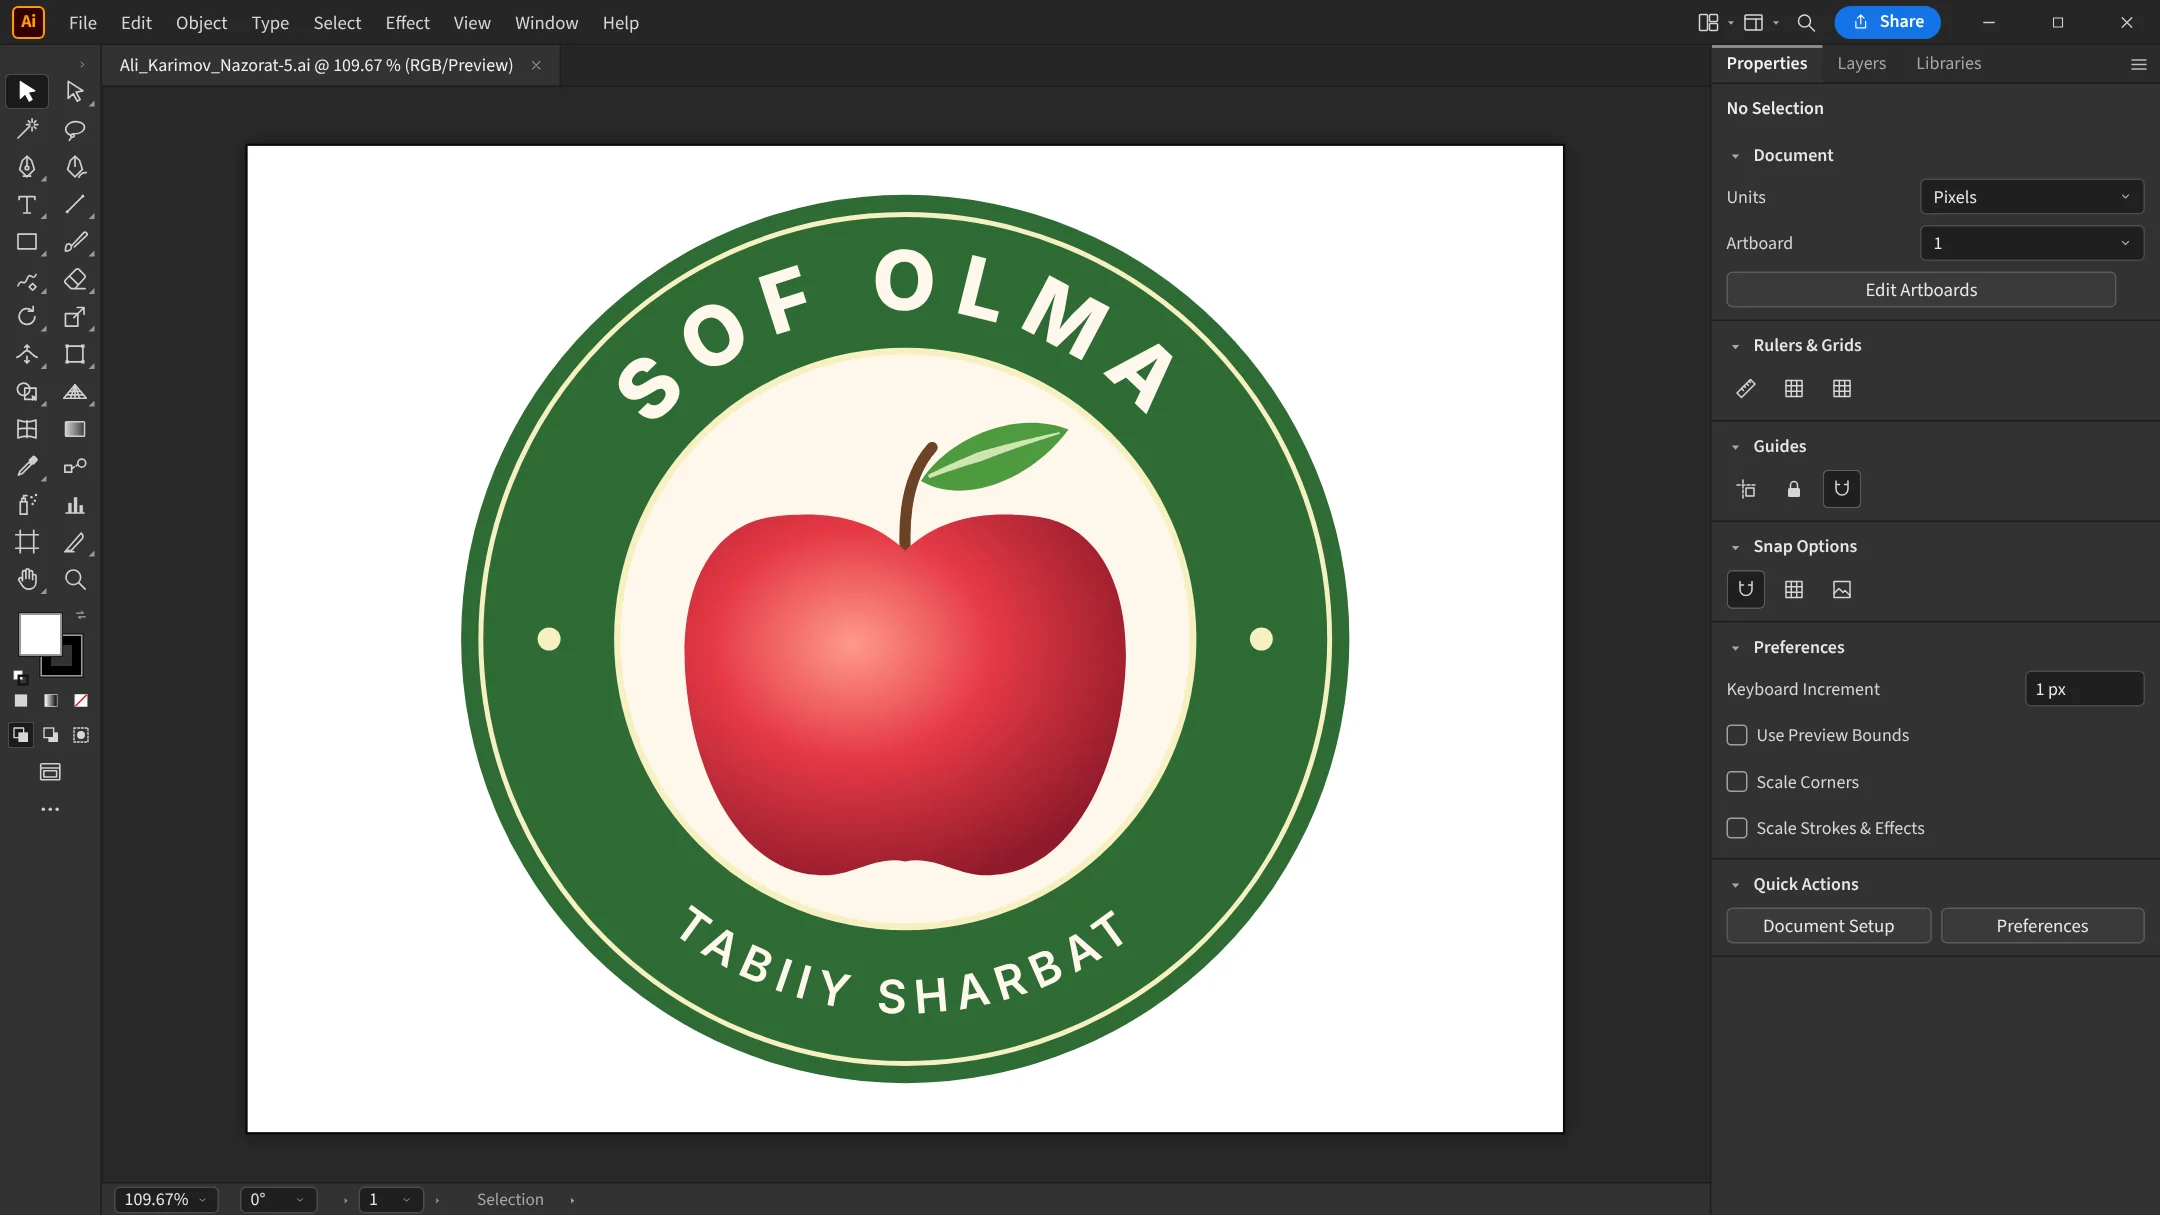 Ai File Edit Object Type Select Effect View Window Help Share
Ali_Karimov_Nazorat-5.ai @ 109.67 % (RGB/Preview)
SOF OLMA
TABIIY SHARBAT
109.67% 0° 1 Selection
Properties Layers Libraries
No Selection
Document
Units Pixels
Artboard 1
Edit Artboards
Rulers & Grids
Guides
Snap Options
Preferences
Keyboard Increment 1 px
Use Preview Bounds
Scale Corners
Scale Strokes & Effects
Quick Actions
Document Setup Preferences